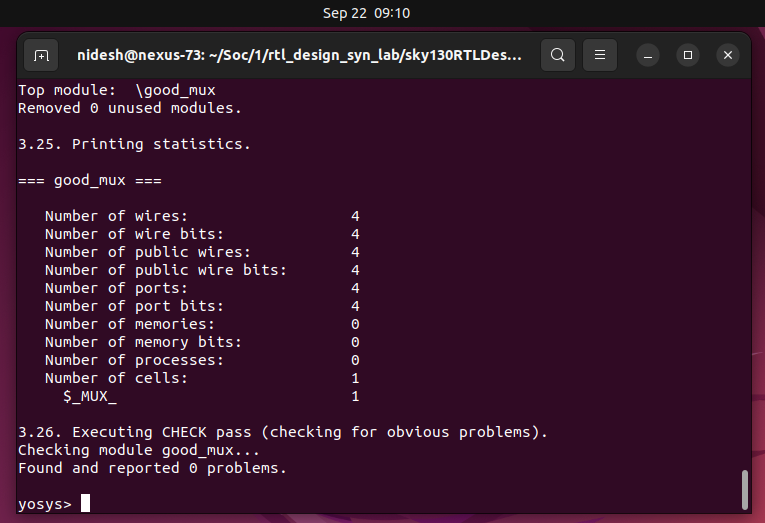 Sep 22 09:10
nidesh@nexus-73: ~/Soc/1/rtl_design_syn_lab/sky130RTLDes...
Top module:  \good_mux
Removed 0 unused modules.
3.25. Printing statistics.
=== good_mux ===
Number of wires: 4
Number of wire bits: 4
Number of public wires: 4
Number of public wire bits: 4
Number of ports: 4
Number of port bits: 4
Number of memories: 0
Number of memory bits: 0
Number of processes: 0
Number of cells: 1
$_MUX_ 1
3.26. Executing CHECK pass (checking for obvious problems).
Checking module good_mux...
Found and reported 0 problems.
yosys>